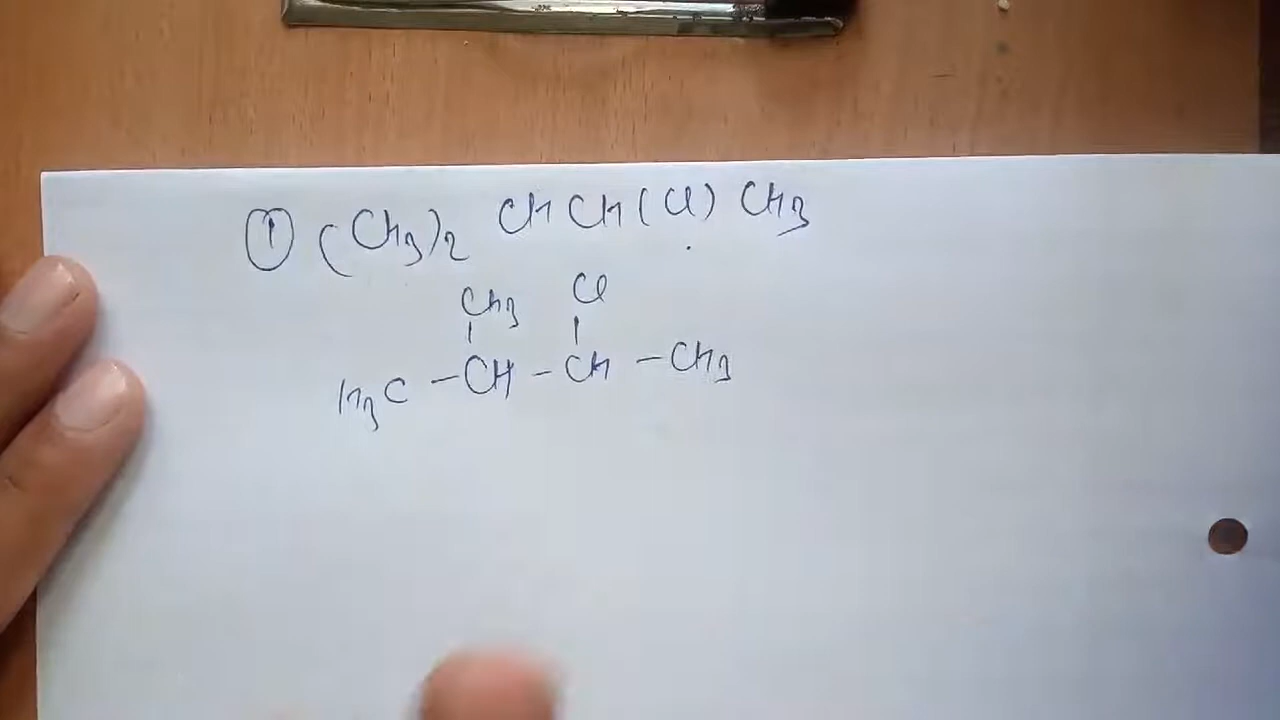 ① (CH3)2 CH CH (Cl) CH3
CH3 Cl
| |
H3C - CH - CH - CH3